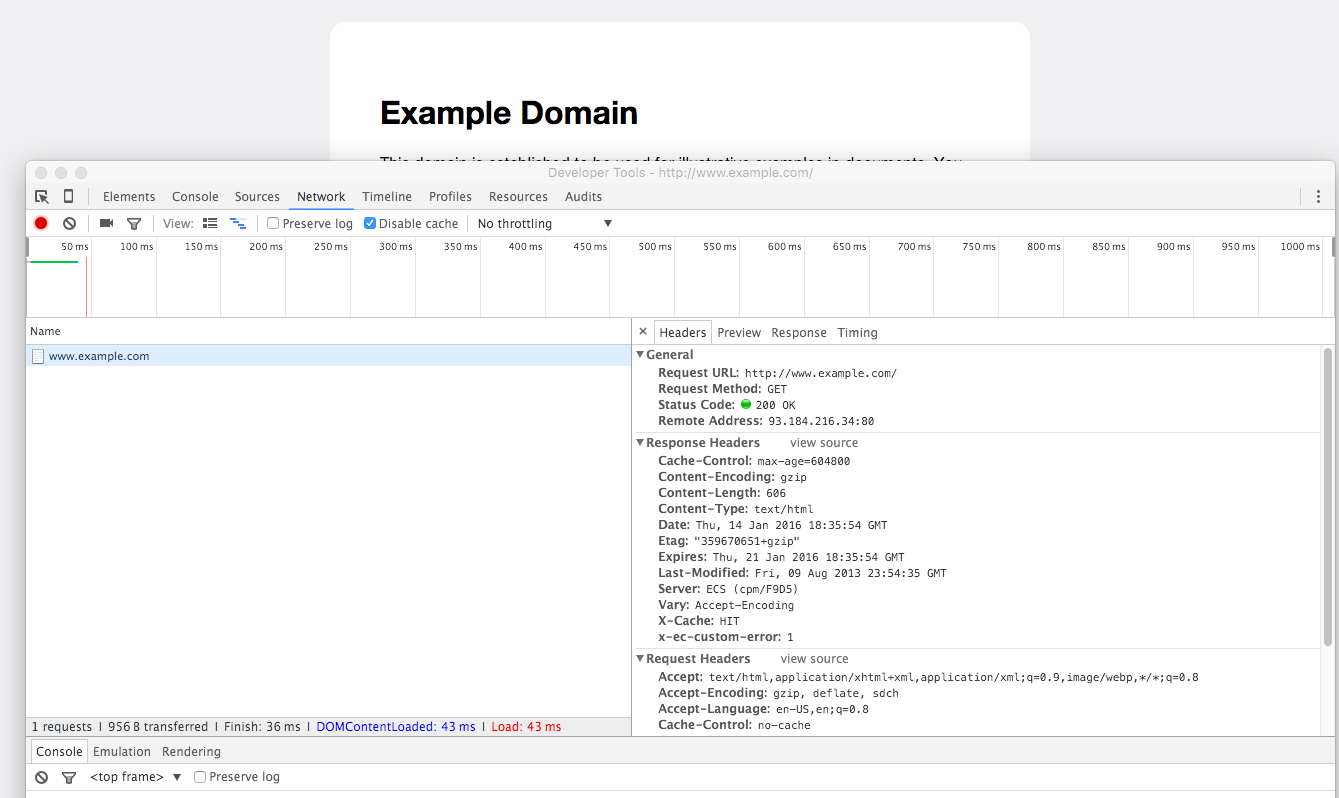 Example Domain
This domain is established to be used for illustrative examples in documents. You
Developer Tools - http://www.example.com/
Elements Console Sources Network Timeline Profiles Resources Audits
View: Preserve log Disable cache No throttling
50 ms 100 ms 150 ms 200 ms 250 ms 300 ms 350 ms 400 ms 450 ms 500 ms 550 ms 600 ms 650 ms 700 ms 750 ms 800 ms 850 ms 900 ms 950 ms 1000 ms
Name
www.example.com
1 requests | 956 B transferred | Finish: 36 ms | DOMContentLoaded: 43 ms | Load: 43 ms
× Headers Preview Response Timing
General
Request URL: http://www.example.com/
Request Method: GET
Status Code: 200 OK
Remote Address: 93.184.216.34:80
Response Headers view source
Cache-Control: max-age=604800
Content-Encoding: gzip
Content-Length: 606
Content-Type: text/html
Date: Thu, 14 Jan 2016 18:35:54 GMT
Etag: "359670651+gzip"
Expires: Thu, 21 Jan 2016 18:35:54 GMT
Last-Modified: Fri, 09 Aug 2013 23:54:35 GMT
Server: ECS (cpm/F9D5)
Vary: Accept-Encoding
X-Cache: HIT
x-ec-custom-error: 1
Request Headers view source
Accept: text/html,application/xhtml+xml,application/xml;q=0.9,image/webp,*/*;q=0.8
Accept-Encoding: gzip, deflate, sdch
Accept-Language: en-US,en;q=0.8
Cache-Control: no-cache
Console Emulation Rendering
<top frame> Preserve log